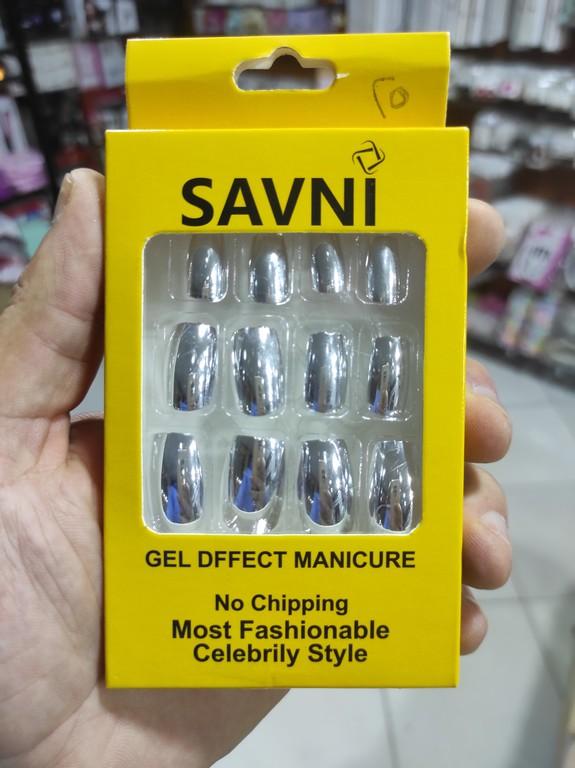 SAVNI
GEL DFFECT MANICURE
No Chipping
Most Fashionable
Celebrily Style